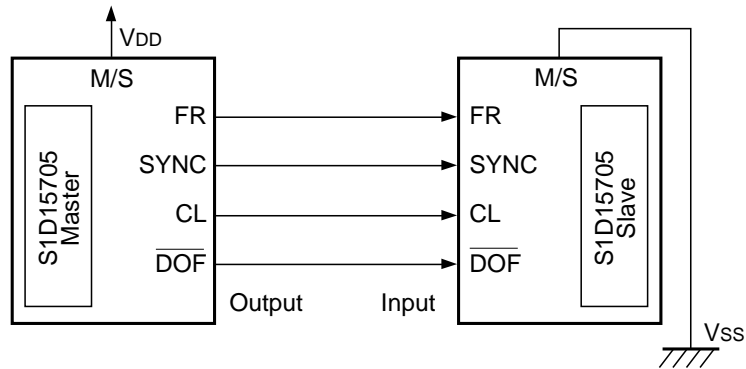 VDD
M/S
M/S
FR
FR
SYNC
SYNC
CL
CL
DOF
DOF
S1D15705
Master
S1D15705
Slave
Output
Input
VSS